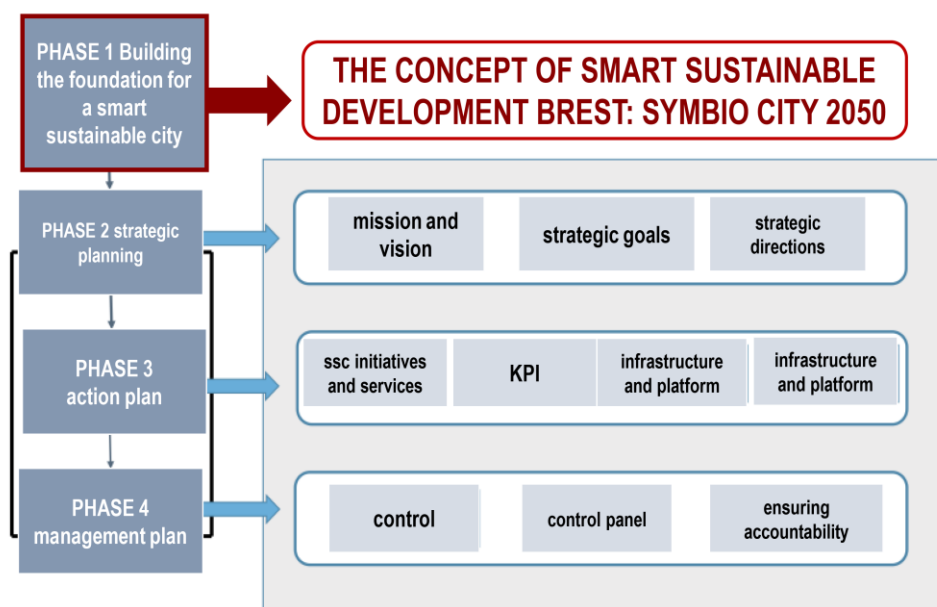 PHASE 1 Building
the foundation for
a smart
sustainable city
THE CONCEPT OF SMART SUSTAINABLE
DEVELOPMENT BREST: SYMBIO CITY 2050
PHASE 2 strategic
planning
mission and
vision
strategic goals
strategic
directions
PHASE 3
action plan
ssc initiatives
and services
KPI
infrastructure
and platform
infrastructure
and platform
PHASE 4
management plan
control
control panel
ensuring
accountability